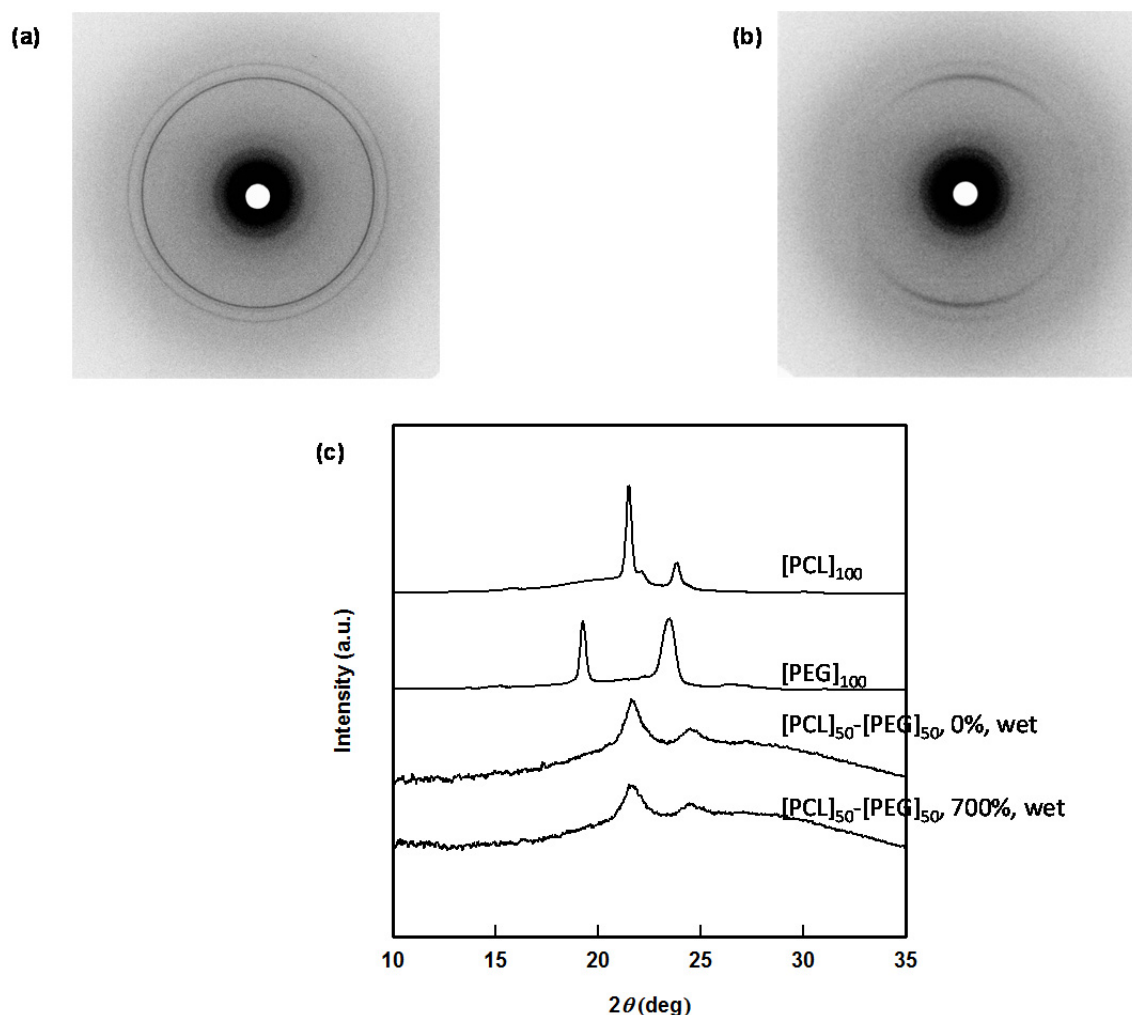 (a)
(b)
(c)
[PCL]₁₀₀
[PEG]₁₀₀
[PCL]₅₀-[PEG]₅₀, 0%, wet
[PCL]₅₀-[PEG]₅₀, 700%, wet
Intensity (a.u.)
10 15 20 25 30 35
2θ (deg)